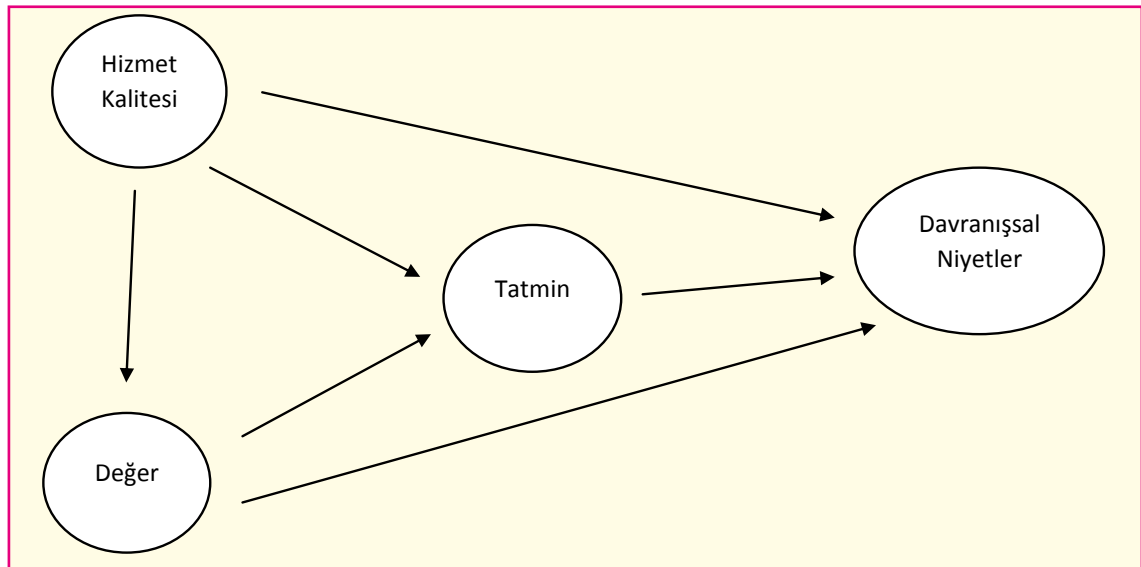 Hizmet
Kalitesi
Davranışsal
Niyetler
Tatmin
Değer